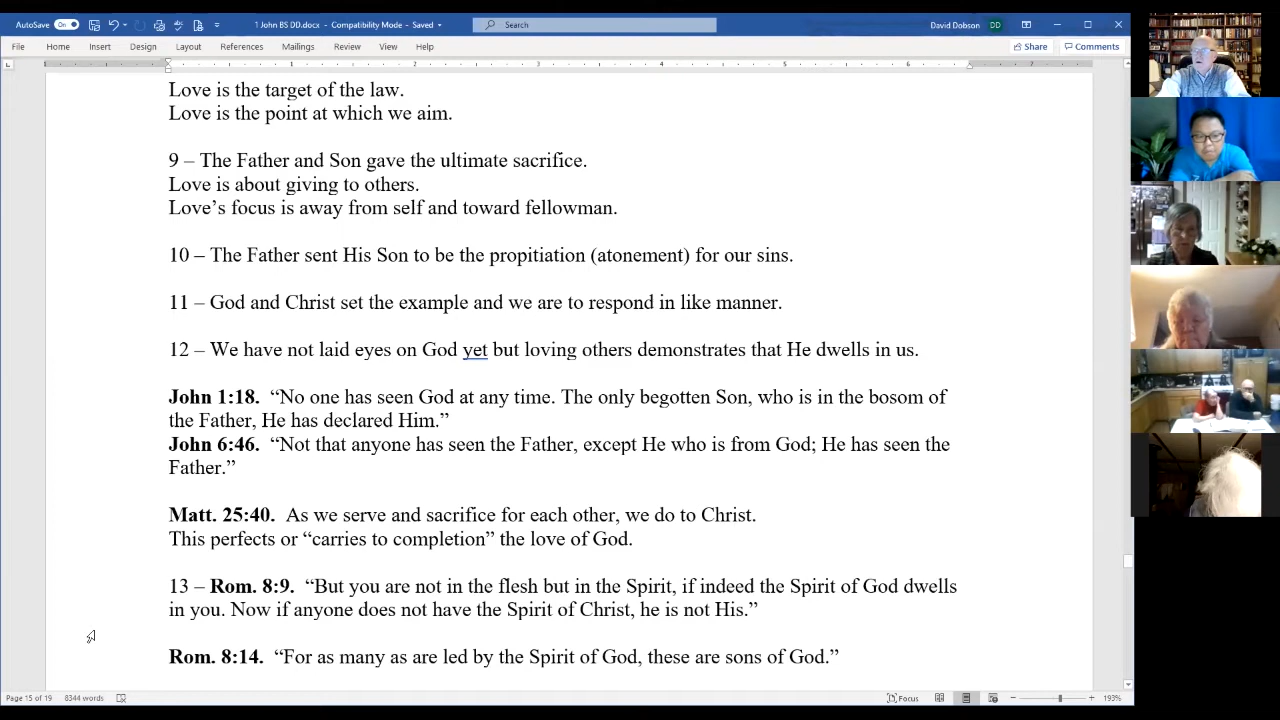 AutoSave On 1 John BS DD.docx - Compatibility Mode - Saved Search David Dobson DD
File Home Insert Design Layout References Mailings Review View Help Share Comments
1 2 3 4 5 6 7
Love is the target of the law.
Love is the point at which we aim.
9 – The Father and Son gave the ultimate sacrifice.
Love is about giving to others.
Love’s focus is away from self and toward fellowman.
10 – The Father sent His Son to be the propitiation (atonement) for our sins.
11 – God and Christ set the example and we are to respond in like manner.
12 – We have not laid eyes on God yet but loving others demonstrates that He dwells in us.
John 1:18. “No one has seen God at any time. The only begotten Son, who is in the bosom of
the Father, He has declared Him.”
John 6:46. “Not that anyone has seen the Father, except He who is from God; He has seen the
Father.”
Matt. 25:40. As we serve and sacrifice for each other, we do to Christ.
This perfects or “carries to completion” the love of God.
13 – Rom. 8:9. “But you are not in the flesh but in the Spirit, if indeed the Spirit of God dwells
in you. Now if anyone does not have the Spirit of Christ, he is not His.”
Rom. 8:14. “For as many as are led by the Spirit of God, these are sons of God.”
Page 15 of 19 8344 words Focus 193%